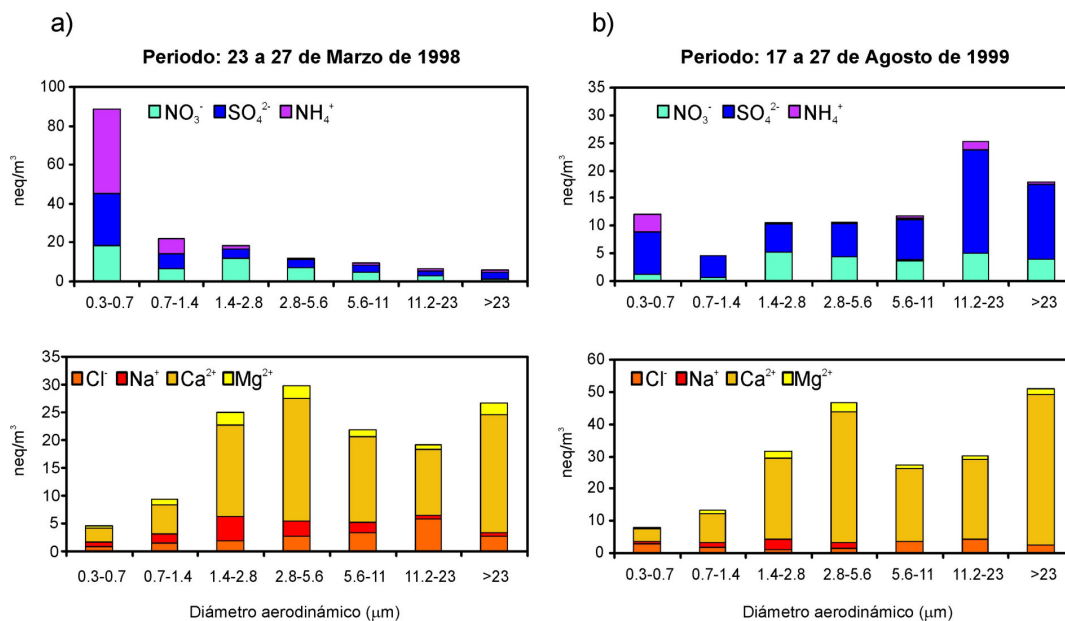 a)
Periodo: 23 a 27 de Marzo de 1998
100
80
60
40
20
0
neq/m³
NO₃⁻ SO₄²⁻ NH₄⁺
0.3-0.7 0.7-1.4 1.4-2.8 2.8-5.6 5.6-11 11.2-23 >23
35
30
25
20
15
10
5
0
neq/m³
Cl⁻ Na⁺ Ca²⁺ Mg²⁺
0.3-0.7 0.7-1.4 1.4-2.8 2.8-5.6 5.6-11 11.2-23 >23
Diámetro aerodinámico (µm)
b)
Periodo: 17 a 27 de Agosto de 1999
35
30
25
20
15
10
5
0
neq/m³
NO₃⁻ SO₄²⁻ NH₄⁺
0.3-0.7 0.7-1.4 1.4-2.8 2.8-5.6 5.6-11 11.2-23 >23
60
50
40
30
20
10
0
neq/m³
Cl⁻ Na⁺ Ca²⁺ Mg²⁺
0.3-0.7 0.7-1.4 1.4-2.8 2.8-5.6 5.6-11 11.2-23 >23
Diámetro aerodinámico (µm)